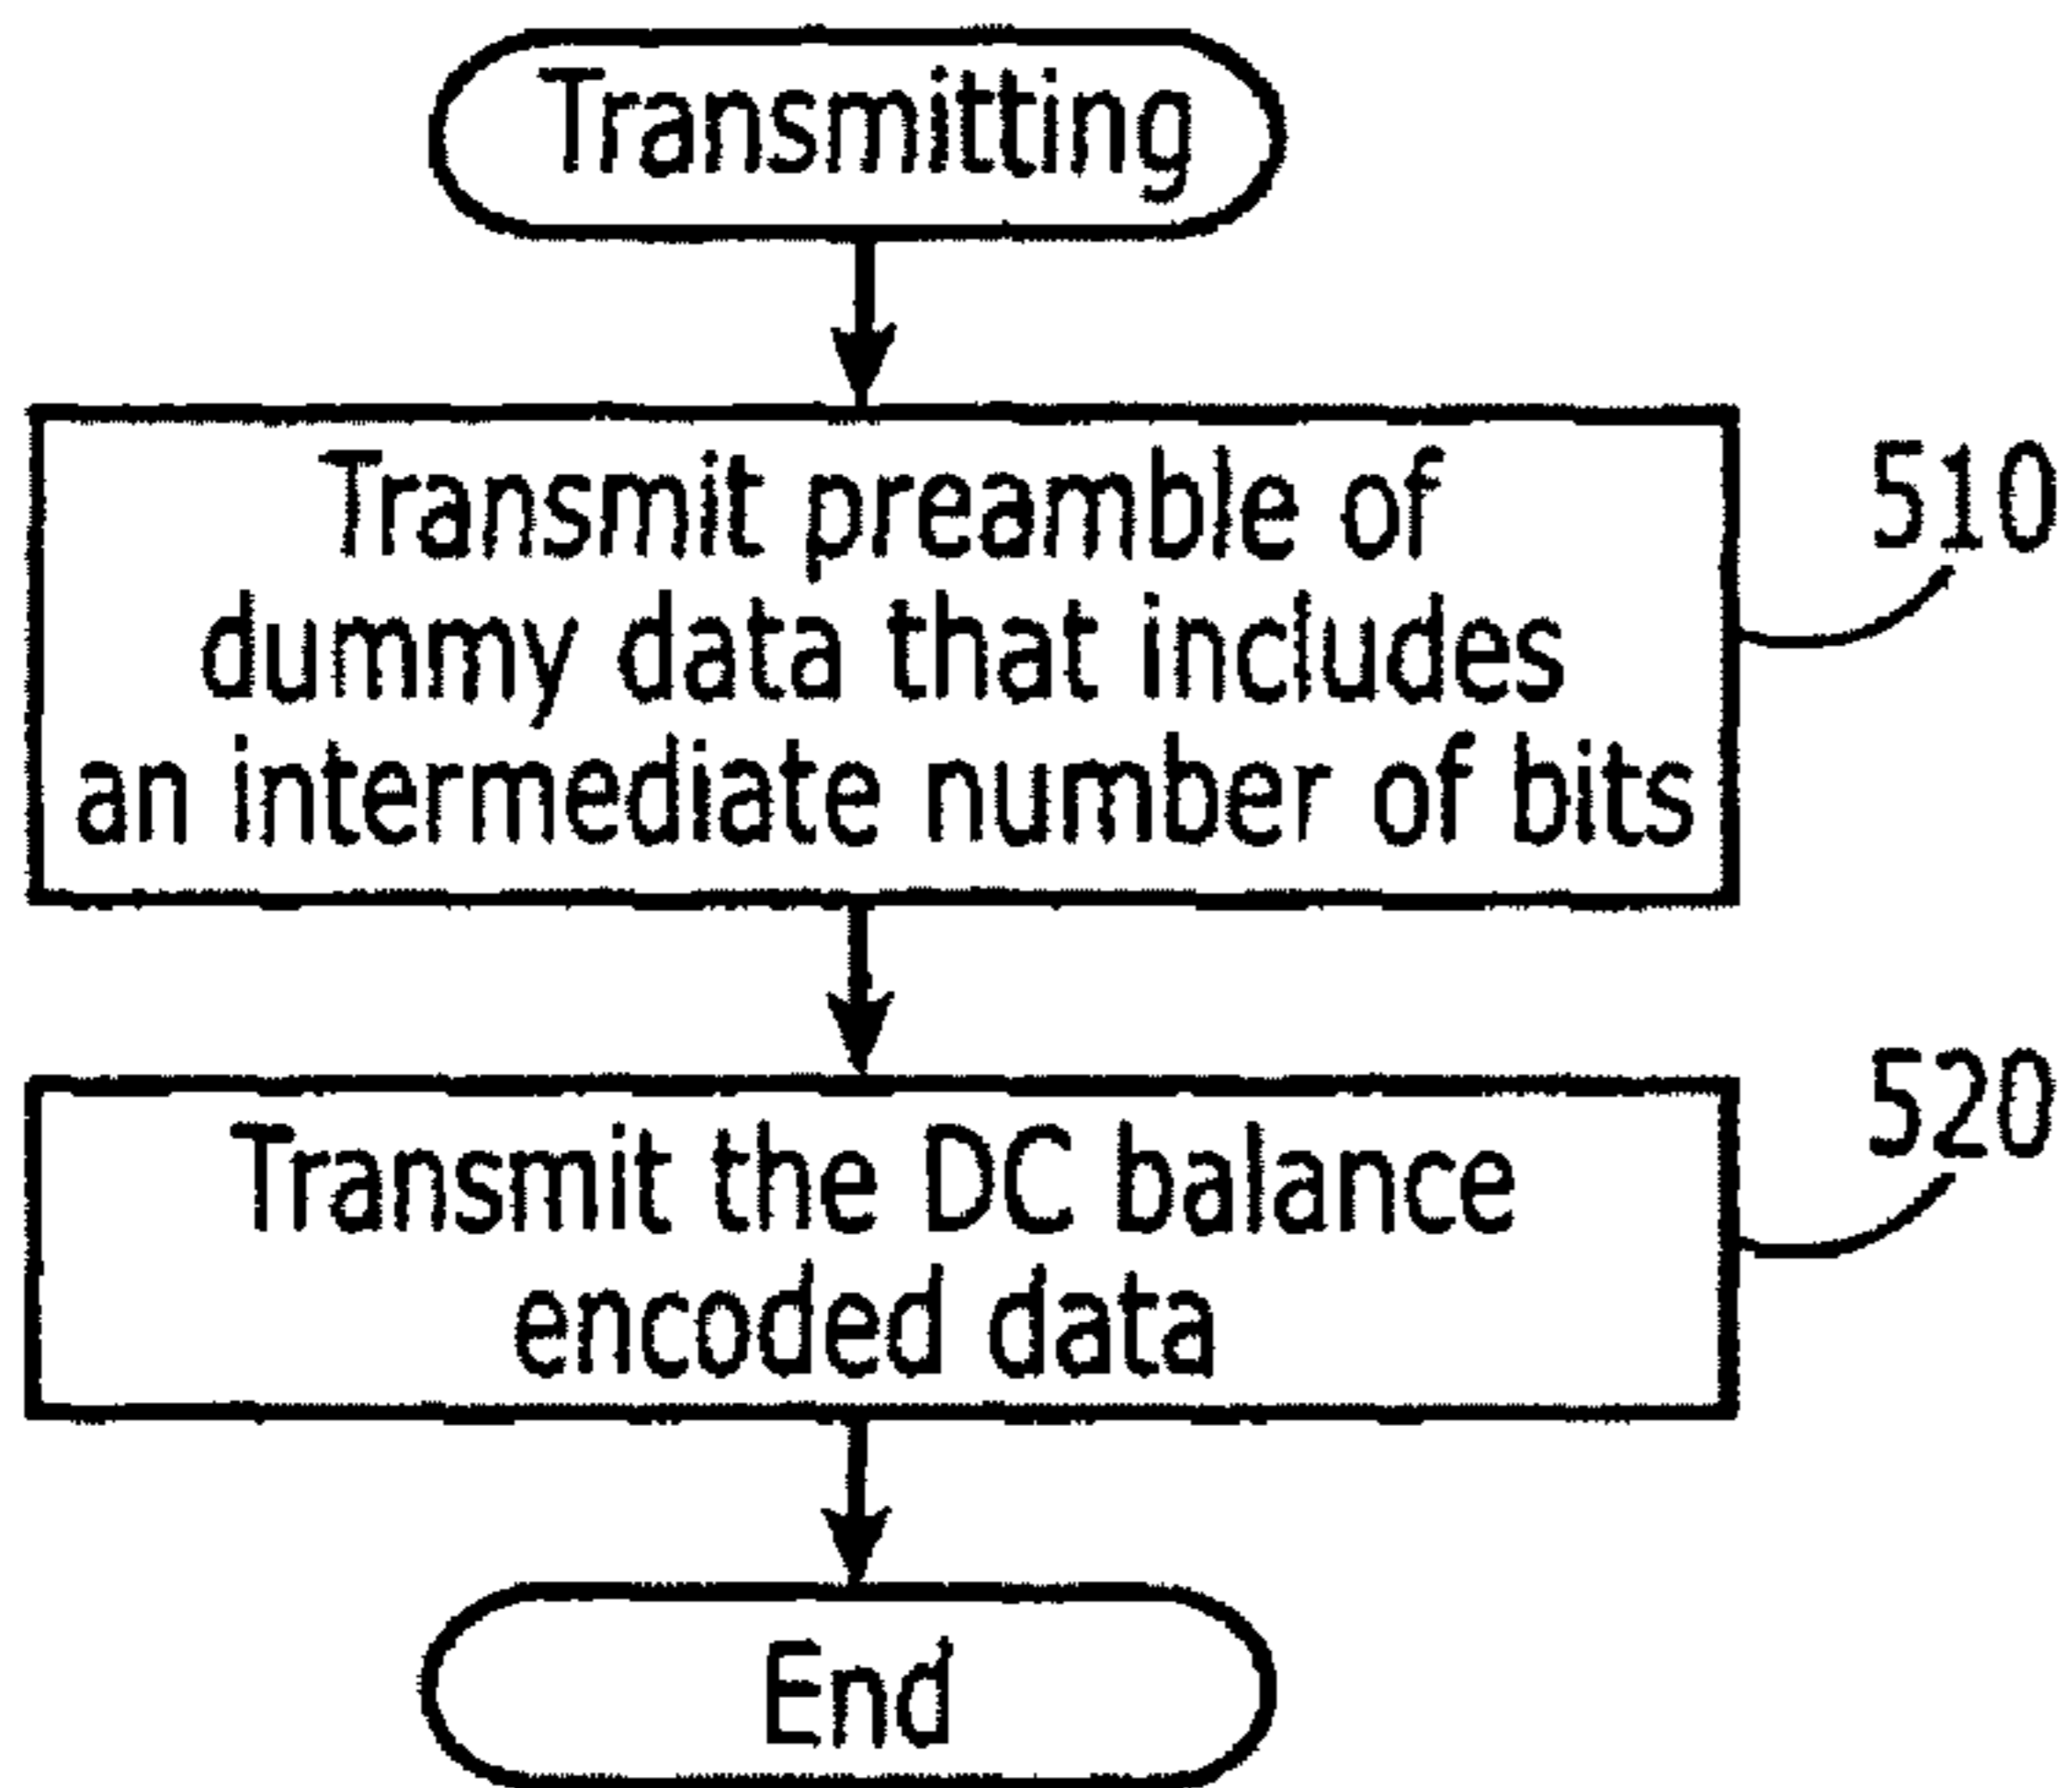 Transmitting
Transmit preamble of
dummy data that includes
an intermediate number of bits
510
Transmit the DC balance
encoded data
520
End